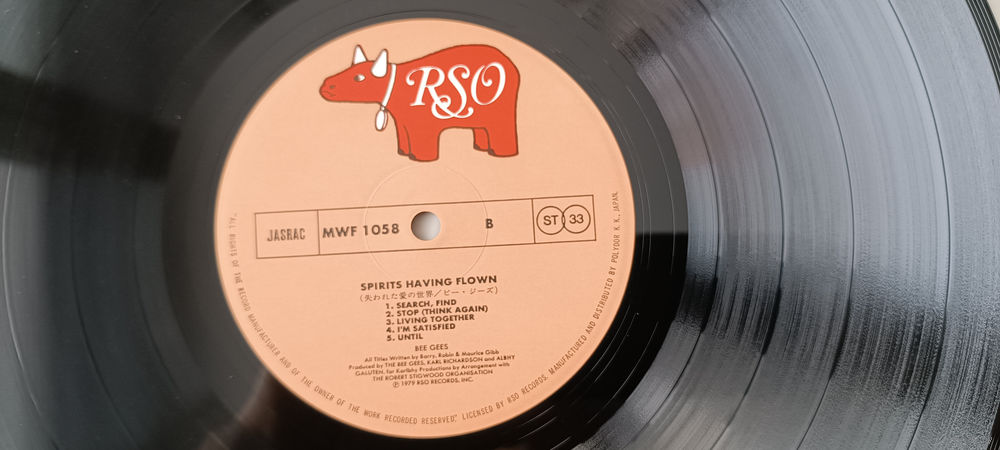 RSO
JASRAC MWF 1058 B ST 33
SPIRITS HAVING FLOWN
(失われた愛の世界/ビー・ジーズ)
1. SEARCH, FIND
2. STOP (THINK AGAIN)
3. LIVING TOGETHER
4. I'M SATISFIED
5. UNTIL
BEE GEES
All Titles Written by Barry, Robin & Maurice Gibb
Produced by THE BEE GEES, KARL RICHARDSON and ALBHY
GALUTEN, for Karlbhy Productions by Arrangement with
THE ROBERT STIGWOOD ORGANISATION
Ⓟ 1979 RSO RECORDS, INC.
"ALL RIGHTS OF THE RECORD MANUFACTURER AND OF THE OWNER OF THE WORK RECORDED RESERVED." LICENSED BY RSO RECORDS. MANUFACTURED AND DISTRIBUTED BY POLYDOR K.K., JAPAN.